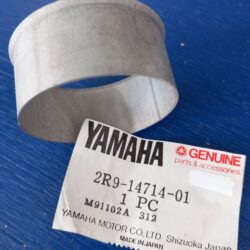 YAMAHA GENUINE
parts & accessories
2R9-14714-01
1 PC
M91102A 313
YAMAHA MOTOR CO., LTD. Shizuoka Japan
MADE IN JAPAN